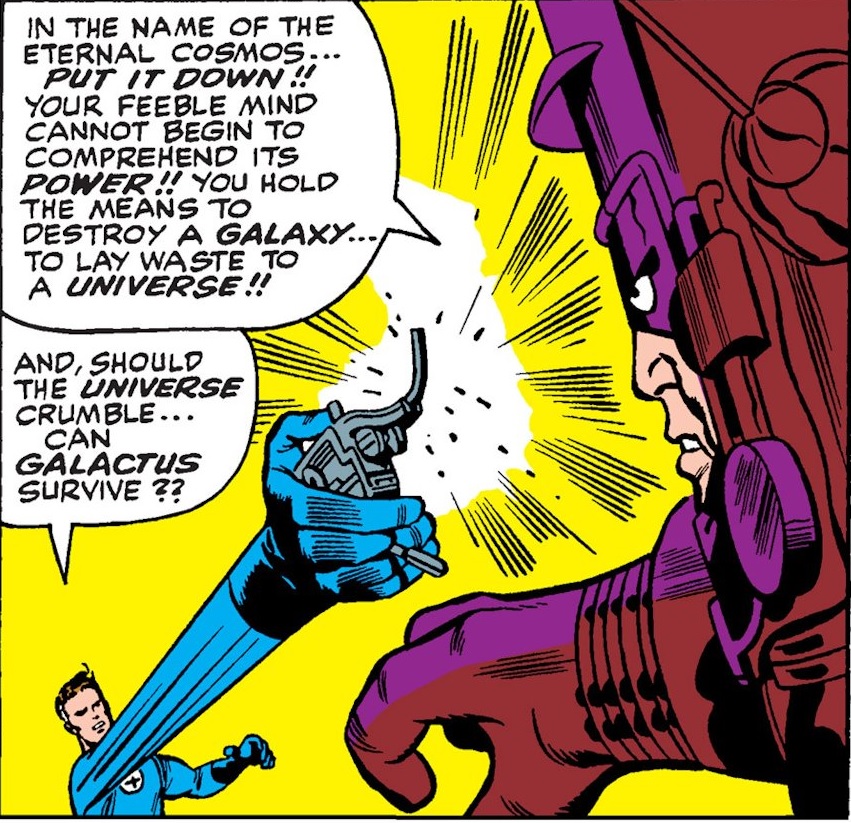 IN THE NAME OF THE
ETERNAL COSMOS...
PUT IT DOWN!!
YOUR FEEBLE MIND
CANNOT BEGIN TO
COMPREHEND ITS
POWER!! YOU HOLD
THE MEANS TO
DESTROY A GALAXY...
TO LAY WASTE TO
A UNIVERSE!!
AND, SHOULD
THE UNIVERSE
CRUMBLE...
CAN
GALACTUS
SURVIVE??